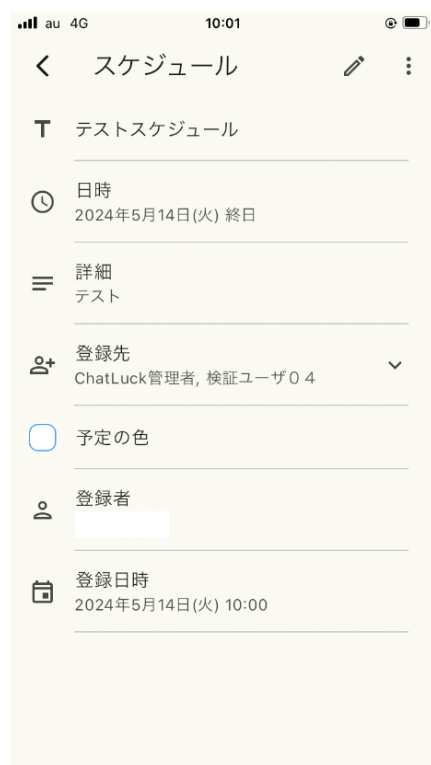 au 4G 10:01
スケジュール
テストスケジュール
日時
2024年5月14日(火) 終日
詳細
テスト
登録先
ChatLuck管理者, 検証ユーザ０４
予定の色
登録者
登録日時
2024年5月14日(火) 10:00